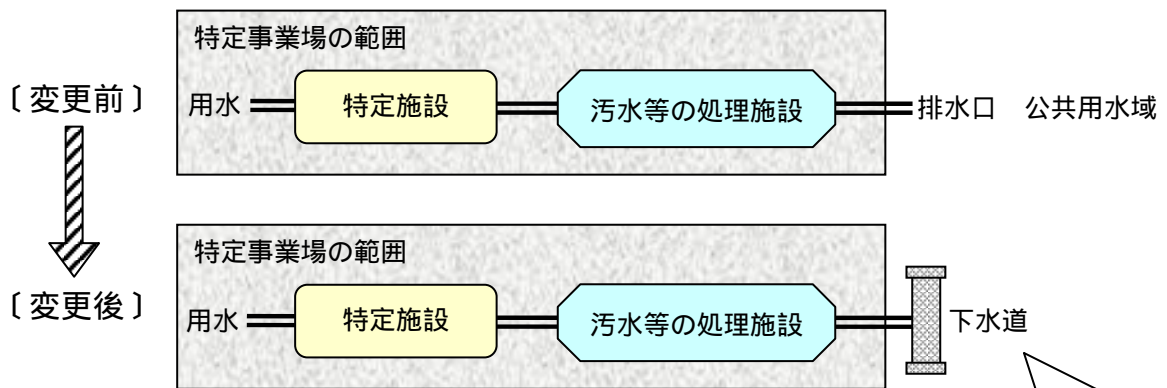 特定事業場の範囲
〔変更前〕 用水 特定施設 汚水等の処理施設 排水口 公共用水域
特定事業場の範囲
〔変更後〕 用水 特定施設 汚水等の処理施設 下水道